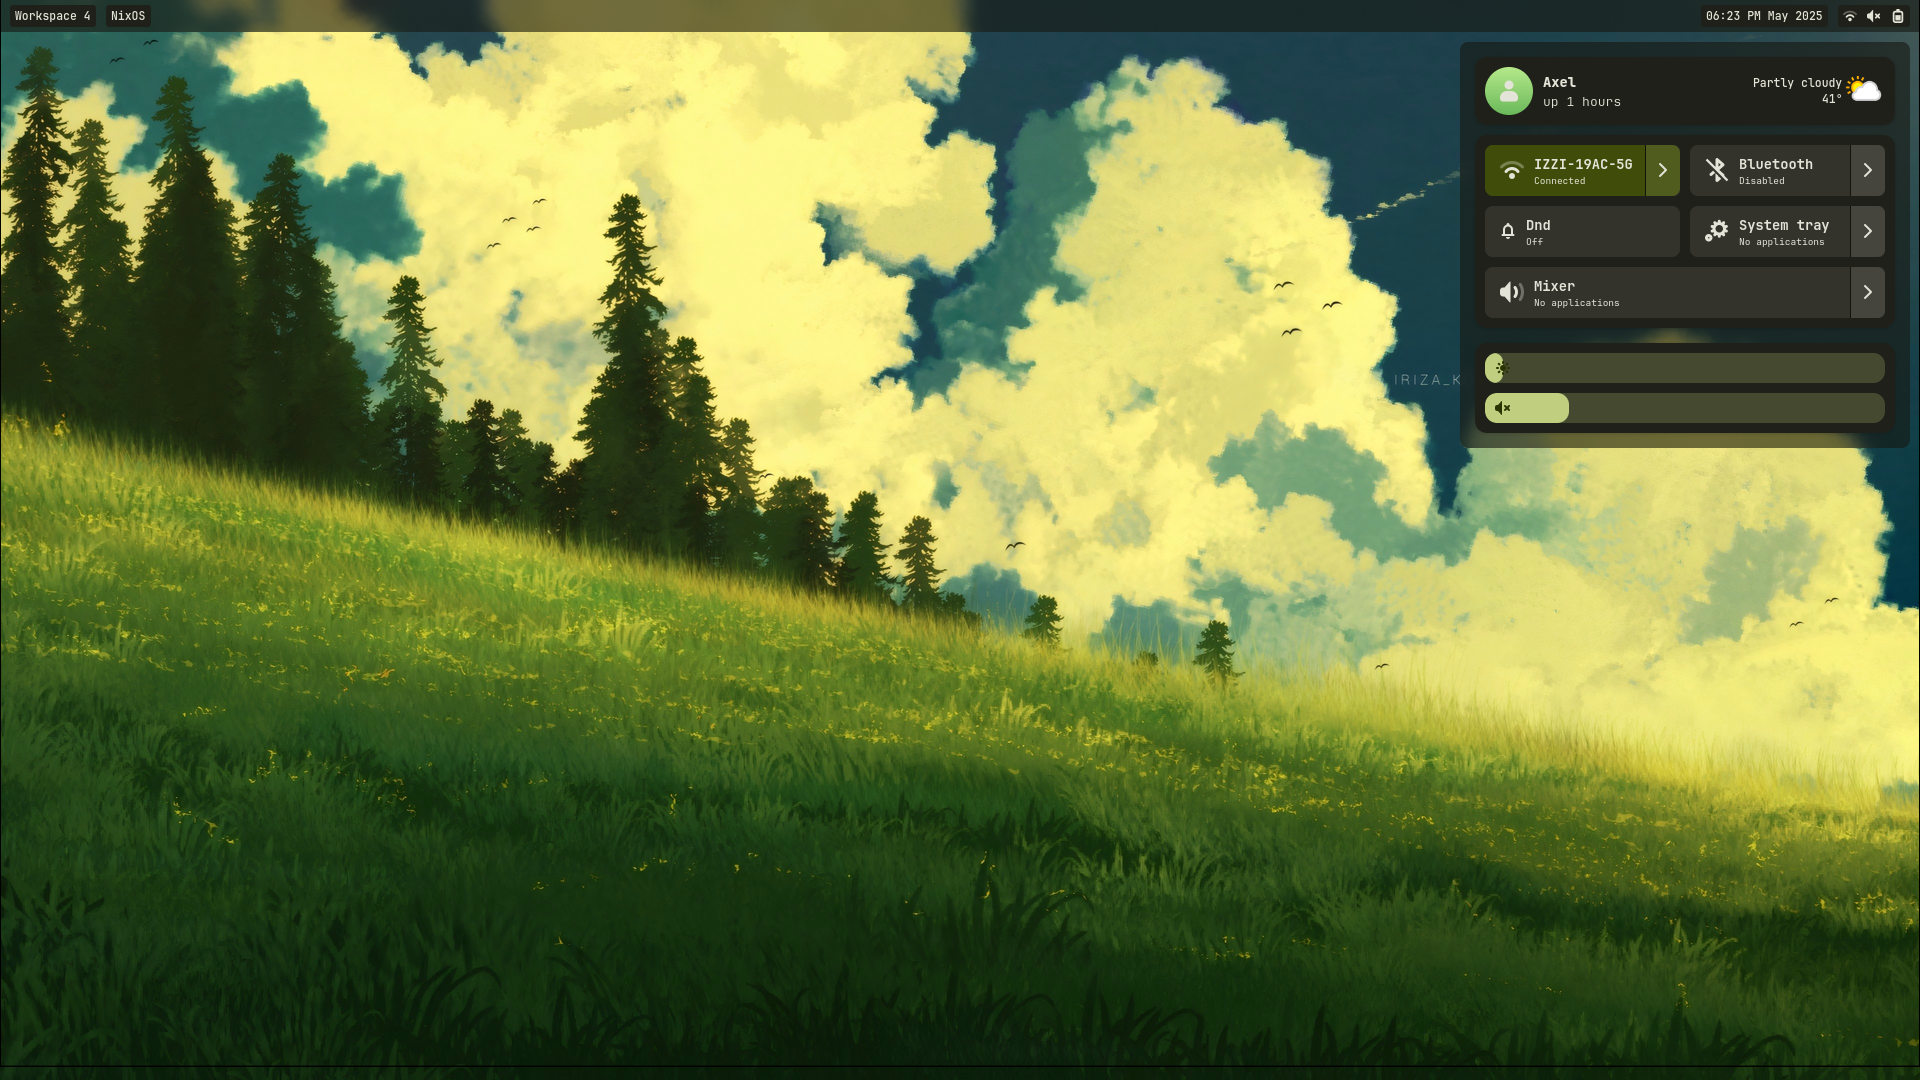 Workspace 4 NixOS 06:23 PM May 2025
Axel
up 1 hours
Partly cloudy
41°
IZZI-19AC-5G
Connected
Bluetooth
Disabled
Dnd
Off
System tray
No applications
Mixer
No applications
IRIZA_K